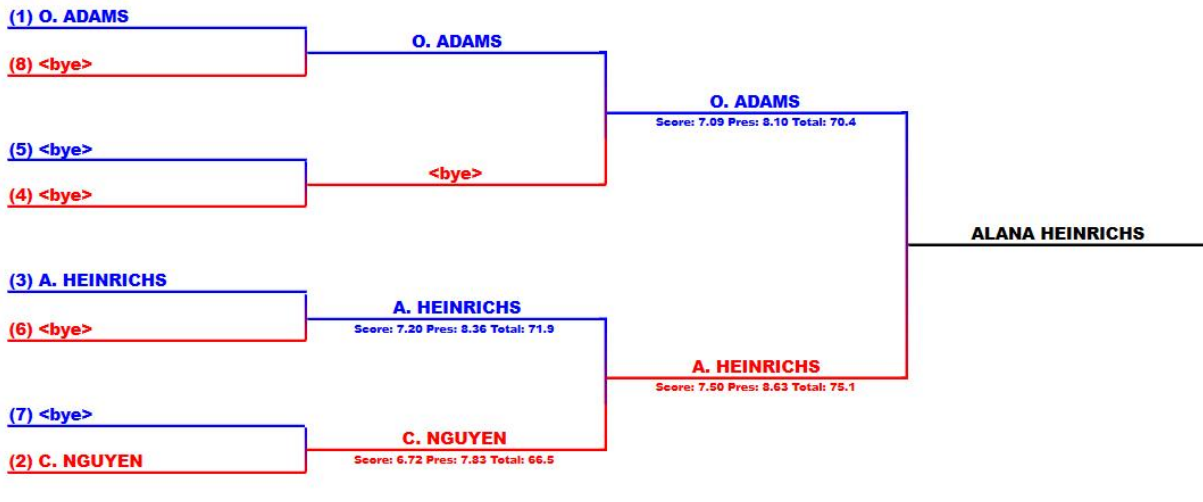 (1) O. ADAMS
(8) <bye>
(5) <bye>
(4) <bye>
(3) A. HEINRICHS
(6) <bye>
(7) <bye>
(2) C. NGUYEN
O. ADAMS
<bye>
A. HEINRICHS
Score: 7.20 Pres: 8.36 Total: 71.9
C. NGUYEN
Score: 6.72 Pres: 7.83 Total: 66.5
O. ADAMS
Score: 7.09 Pres: 8.10 Total: 70.4
A. HEINRICHS
Score: 7.50 Pres: 8.63 Total: 75.1
ALANA HEINRICHS